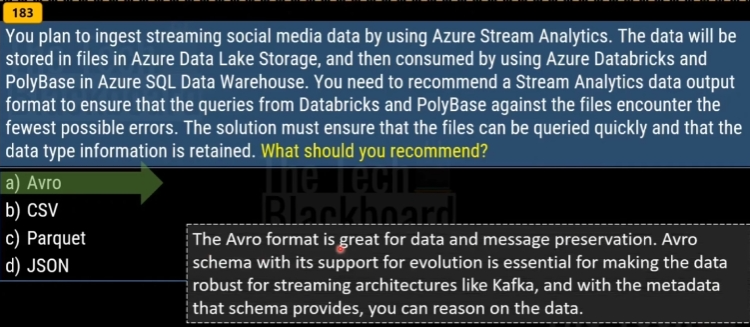 183
You plan to ingest streaming social media data by using Azure Stream Analytics. The data will be
stored in files in Azure Data Lake Storage, and then consumed by using Azure Databricks and
PolyBase in Azure SQL Data Warehouse. You need to recommend a Stream Analytics data output
format to ensure that the queries from Databricks and PolyBase against the files encounter the
fewest possible errors. The solution must ensure that the files can be queried quickly and that the
data type information is retained. What should you recommend?
a) Avro
b) CSV
c) Parquet
d) JSON
The Tech
Blackboard
The Avro format is great for data and message preservation. Avro
schema with its support for evolution is essential for making the data
robust for streaming architectures like Kafka, and with the metadata
that schema provides, you can reason on the data.